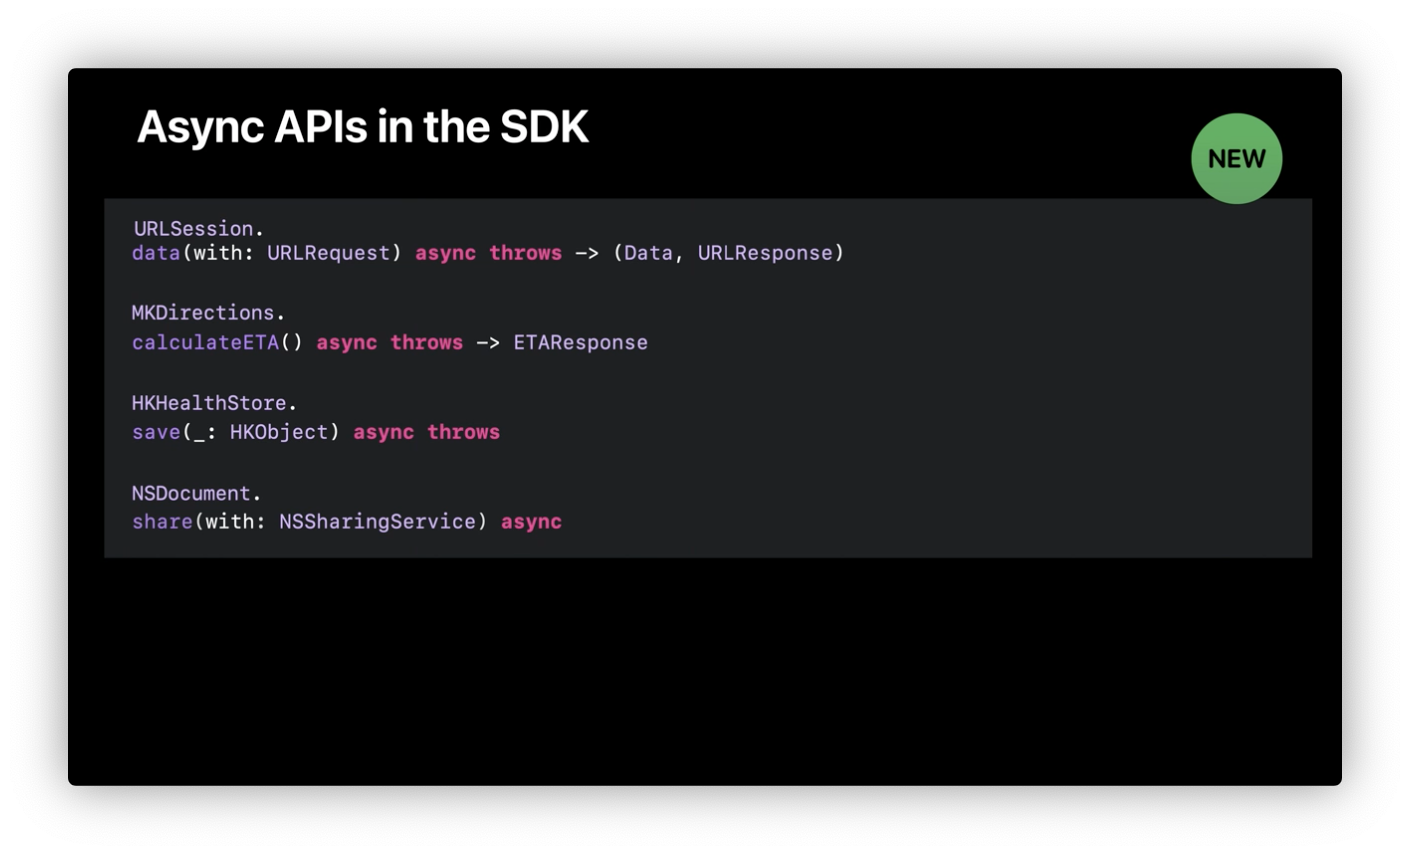 Async APIs in the SDK
NEW
URLSession.
data(with: URLRequest) async throws -> (Data, URLResponse)
MKDirections.
calculateETA() async throws -> ETAResponse
HKHealthStore.
save(_: HKObject) async throws
NSDocument.
share(with: NSSharingService) async